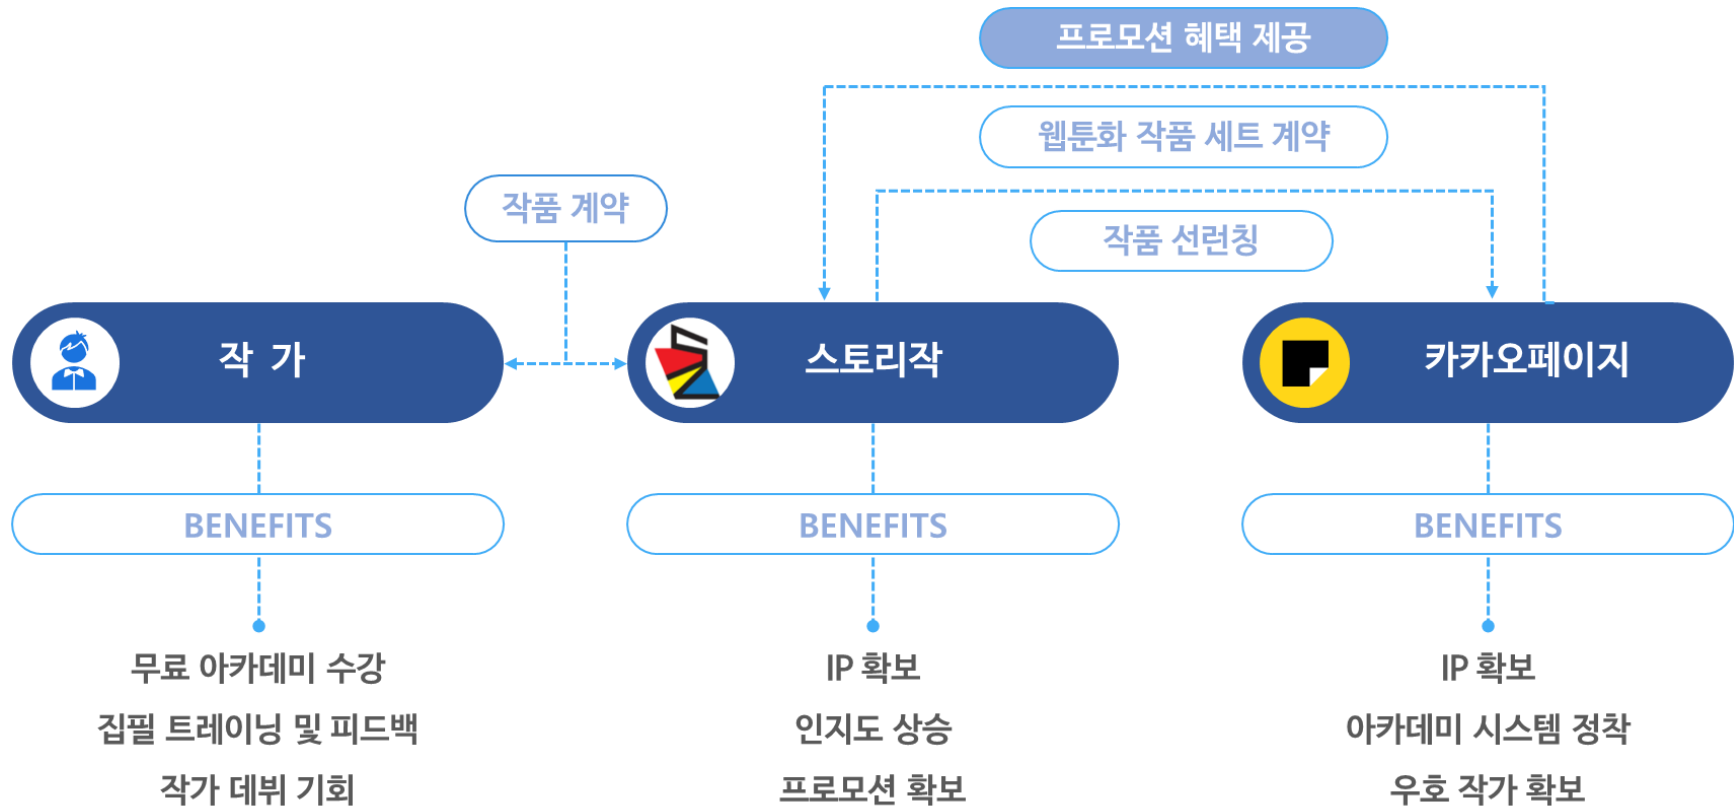 프로모션 혜택 제공
웹툰화 작품 세트 계약
작품 계약
작품 선런칭
작 가
스토리작
카카오페이지
BENEFITS
BENEFITS
BENEFITS
무료 아카데미 수강
집필 트레이닝 및 피드백
작가 데뷔 기회
IP 확보
인지도 상승
프로모션 확보
IP 확보
아카데미 시스템 정착
우호 작가 확보